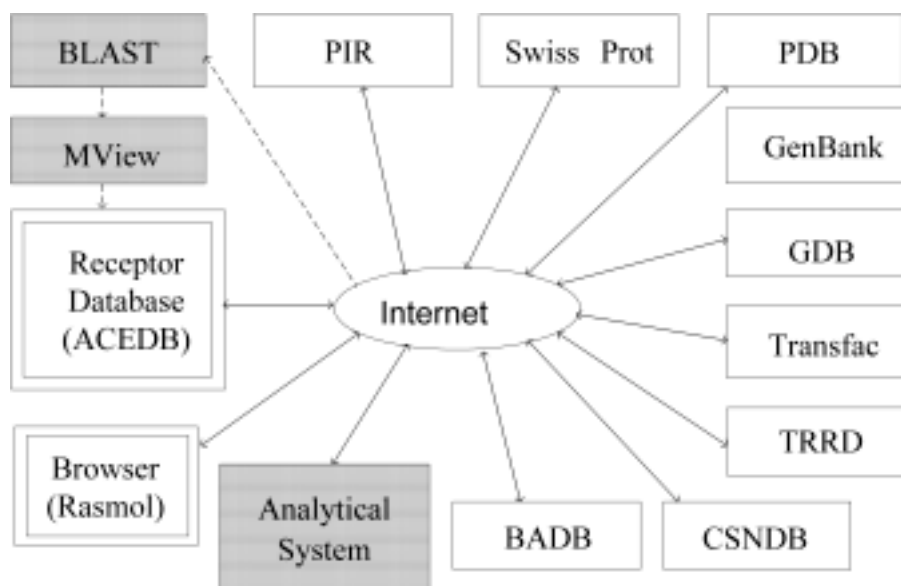 BLAST
PIR
Swiss Prot
PDB
MView
GenBank
Receptor
Database
(ACEDB)
GDB
Internet
Transfac
Browser
(Rasmol)
Analytical
System
BADB
CSNDB
TRRD